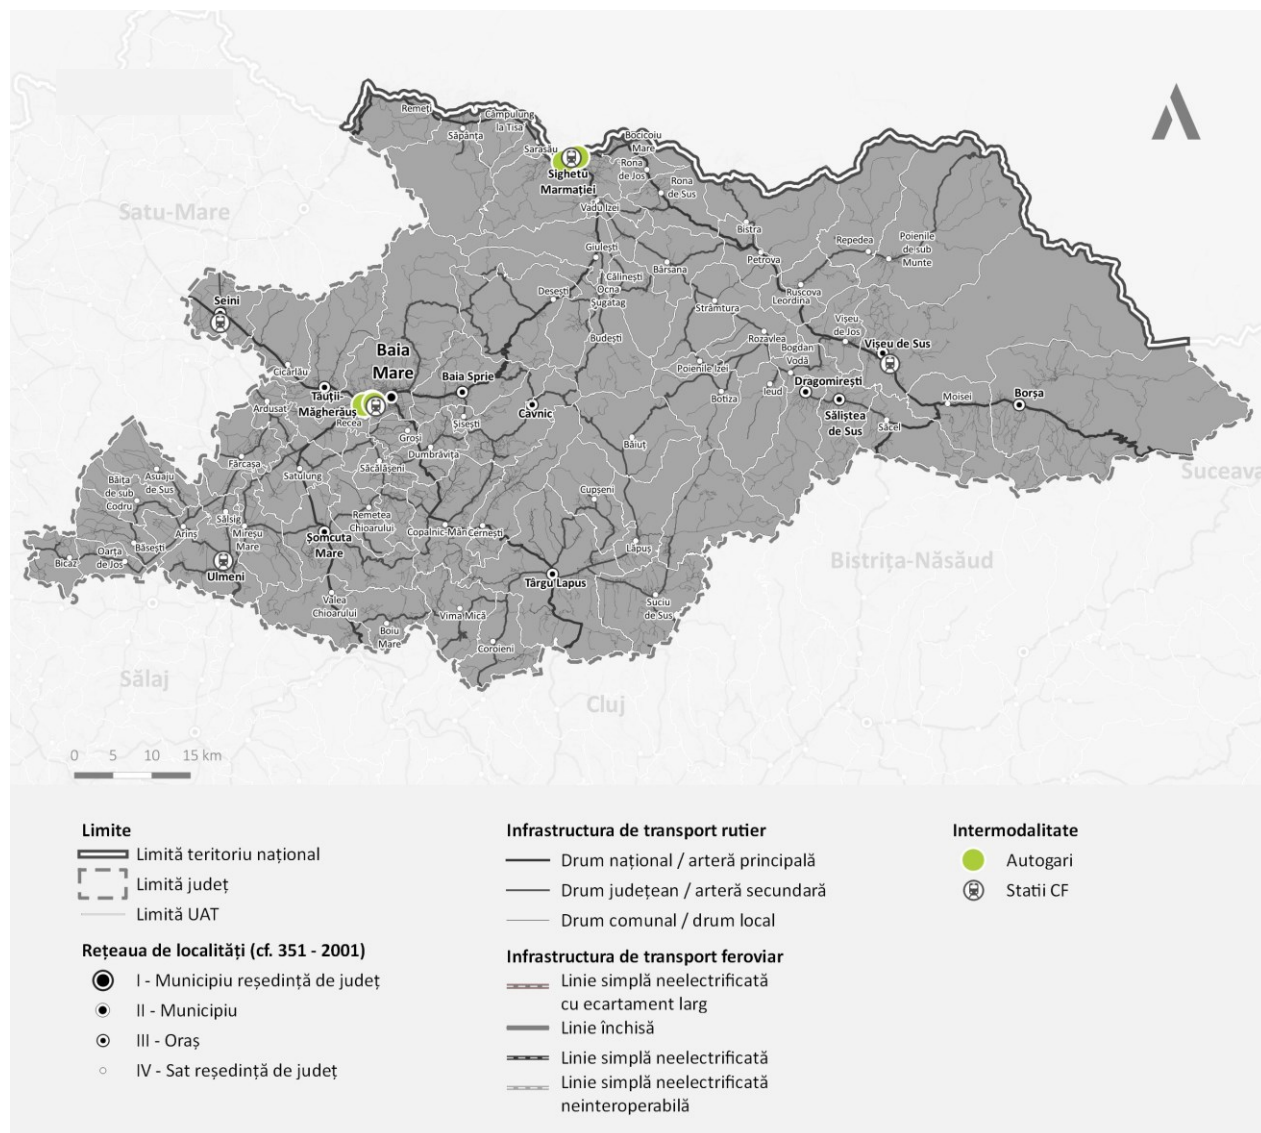 Remeți
Câmpulung
la Tisa
Săpânța
Sarasău
Bocicoiu
Mare
Sighetu
Marmației
Rona
de Jos
Rona
de Sus
Vadu Izei
Satu-Mare
Bistra
Giulești
Petrova
Repedea
Poienile
de sub
Munte
Bârsana
Călinești
Ocna
Șugatag
Desești
Ruscova
Leordina
Strâmtura
Seini
Vișeu
de Jos
Vișeu de Sus
Budești
Rozavlea
Bogdan
Vodă
Baia
Mare
Cicârlău
Baia Sprie
Poienile Izei
Dragomirești
Ieud
Botiza
Moisei
Borșa
Tăuții
Măgherăuș
Ardusat
Recea
Cavnic
Săliștea
de Sus
Săcel
Șisești
Groși
Dumbrăvița
Băiuț
Fărcașa
Satulung
Săcălășeni
Suceava
Băița
de sub
Codru
Asuaju
de Sus
Cupșeni
Sălsig
Remetea
Chioarului
Arinș
Mireșu
Mare
Șomcuta
Mare
Copalnic-Măn
Cernești
Lăpuș
Băsești
Oarța
de Jos
Bicaz
Ulmeni
Bistrița-Năsăud
Târgu Lapus
Valea
Chioarului
Suciu
de Sus
Vima Mică
Boiu
Mare
Coroieni
Sălaj
Cluj
0 5 10 15 km
Limite
Limită teritoriu național
Limită județ
Limită UAT
Rețeaua de localități (cf. 351 - 2001)
I - Municipiu reședință de județ
II - Municipiu
III - Oraș
IV - Sat reședință de județ
Infrastructura de transport rutier
Drum național / arteră principală
Drum județean / arteră secundară
Drum comunal / drum local
Infrastructura de transport feroviar
Linie simplă neelectrificată
cu ecartament larg
Linie închisă
Linie simplă neelectrificată
Linie simplă neelectrificată
neinteroperabilă
Intermodalitate
Autogari
Statii CF